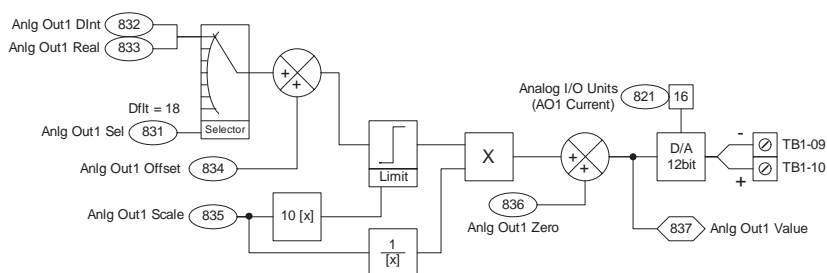 Anlg Out1 DInt 832
Anlg Out1 Real 833
Dflt = 18
Anlg Out1 Sel 831
Selector
+
+
Anlg Out1 Offset 834
Anlg Out1 Scale 835
10 [x]
Limit
1
[x]
X
+
+
836
Anlg Out1 Zero
Analog I/O Units
(AO1 Current)
821 16
D/A
12bit
- TB1-09
+ TB1-10
837 Anlg Out1 Value